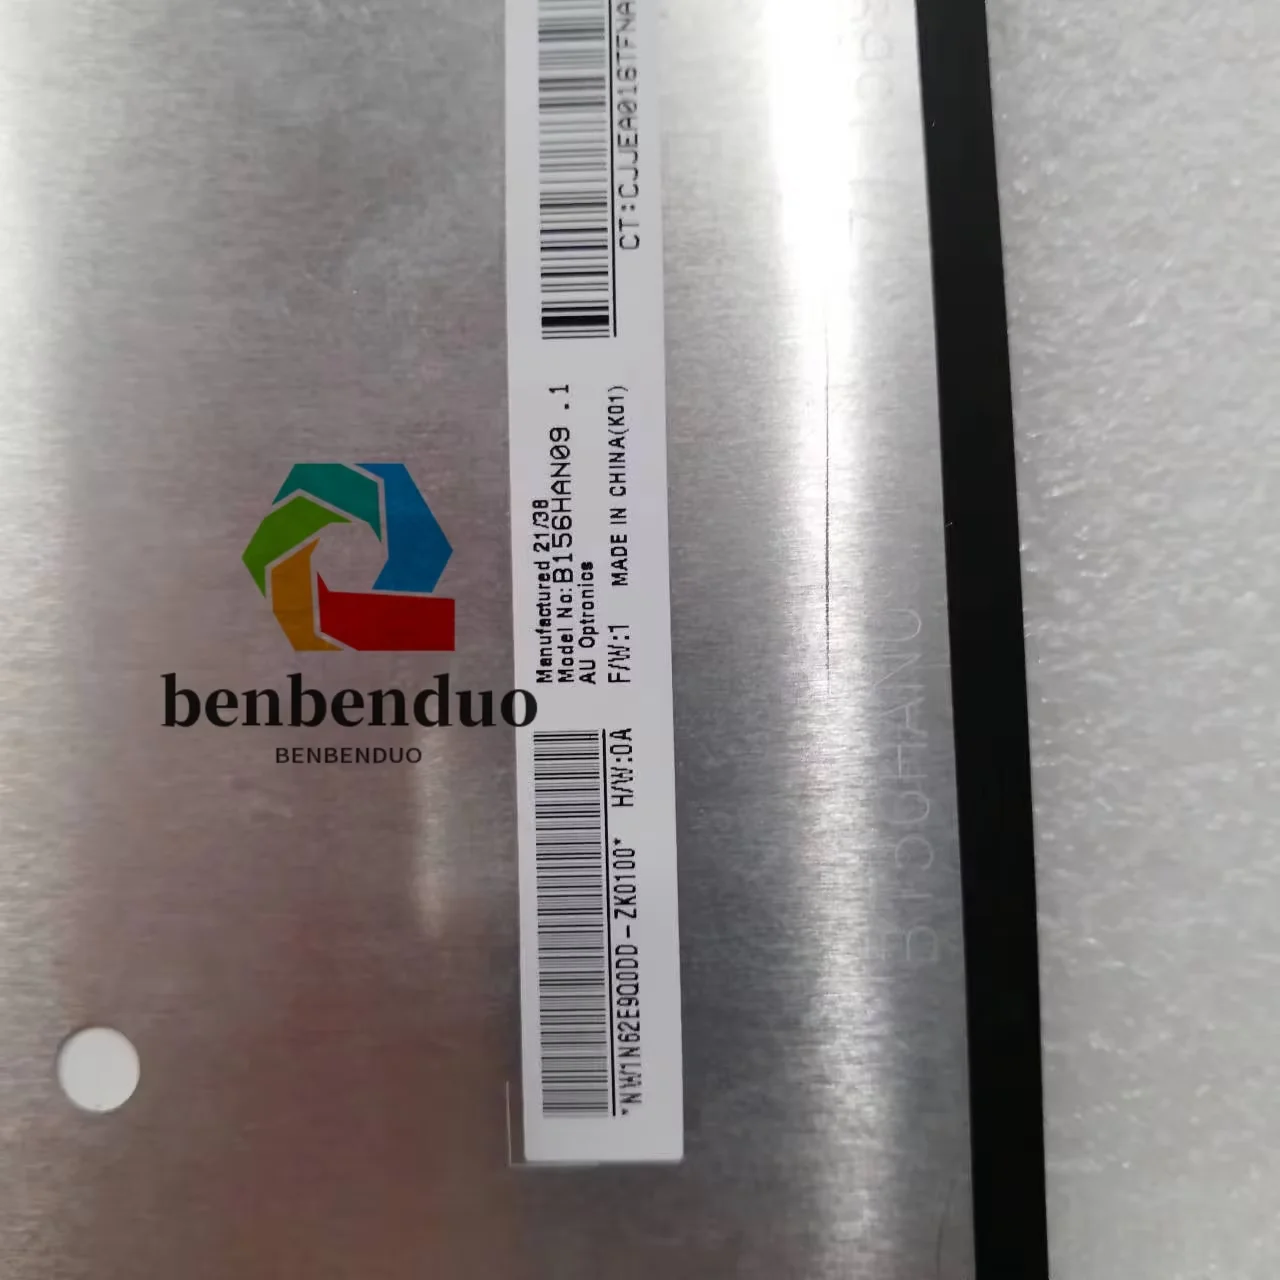 benbenduo
BENBENDUO
Manufactured 21/38
Model No:B156HAN09 .1
AU Optronics
F/W:1 MADE IN CHINA(K01)
*NW1N62E9Q0DD-ZK0100* H/W:0A
CT:CJJEA016TFNA